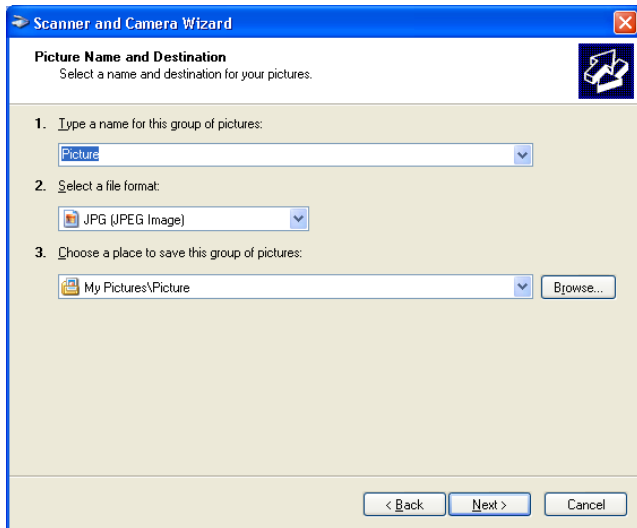 Scanner and Camera Wizard
Picture Name and Destination
Select a name and destination for your pictures.
1. Type a name for this group of pictures:
Picture
2. Select a file format:
JPG (JPEG Image)
3. Choose a place to save this group of pictures:
My Pictures\Picture
Browse...
< Back Next > Cancel